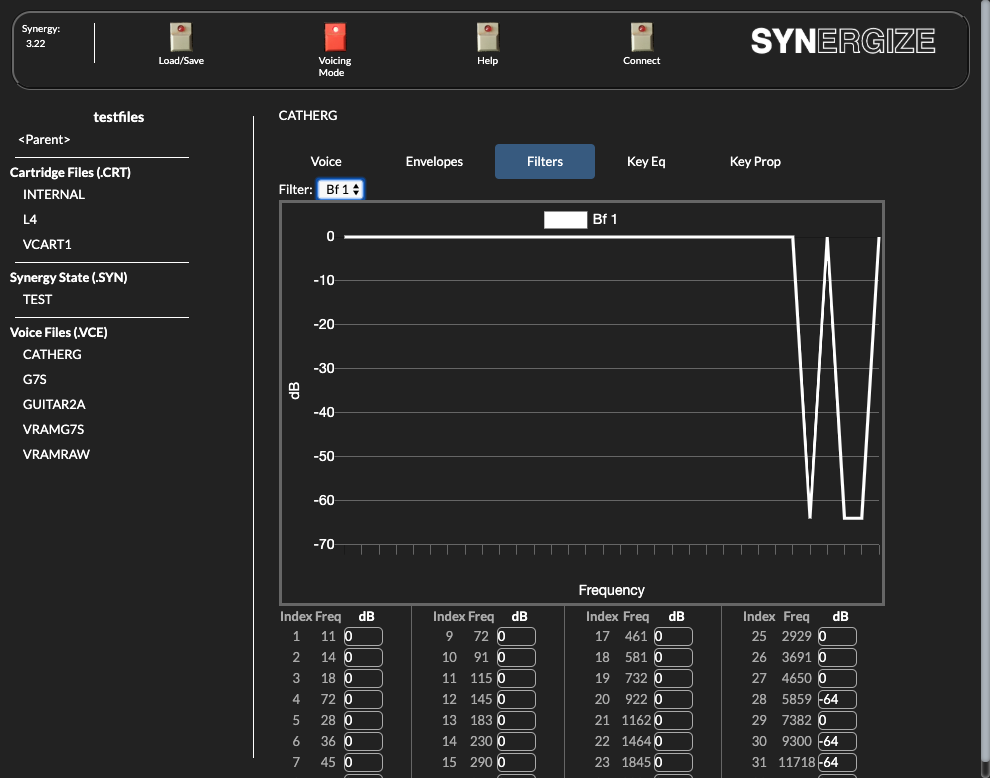 Synergy:
3.22
Load/Save
Voicing
Mode
Help
Connect
SYNERGIZE
testfiles
<Parent>
Cartridge Files (.CRT)
INTERNAL
L4
VCART1
Synergy State (.SYN)
TEST
Voice Files (.VCE)
CATHERG
G7S
GUITAR2A
VRAMG7S
VRAMRAW
CATHERG
Voice Envelopes Filters Key Eq Key Prop
Filter: Bf 1
Bf 1
0
-10
-20
-30
-40
-50
-60
-70
dB
Frequency
Index Freq dB Index Freq dB Index Freq dB Index Freq dB
1 11 0 9 72 0 17 461 0 25 2929 0
2 14 0 10 91 0 18 581 0 26 3691 0
3 18 0 11 115 0 19 732 0 27 4650 0
4 72 0 12 145 0 20 922 0 28 5859 -64
5 28 0 13 183 0 21 1162 0 29 7382 0
6 36 0 14 230 0 22 1464 0 30 9300 -64
7 45 0 15 290 0 23 1845 0 31 11718 -64